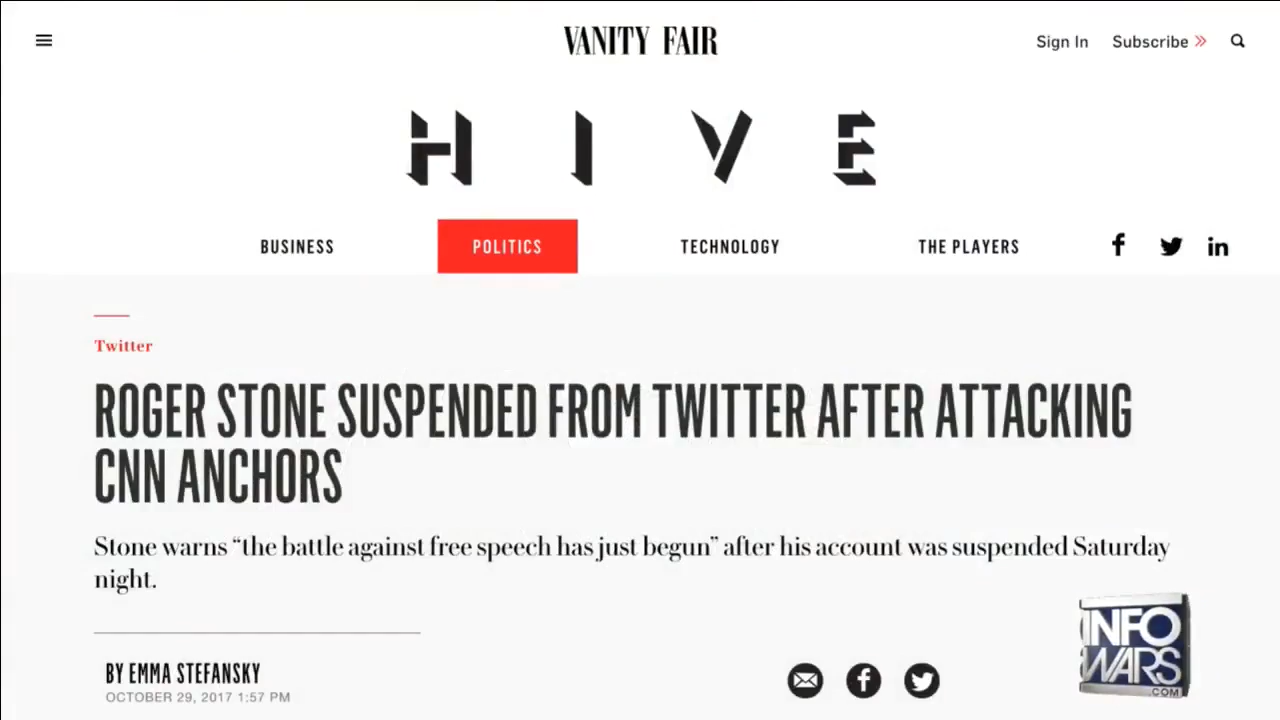 VANITY FAIR
Sign In Subscribe
HIVE
BUSINESS POLITICS TECHNOLOGY THE PLAYERS
Twitter
ROGER STONE SUSPENDED FROM TWITTER AFTER ATTACKING
CNN ANCHORS
Stone warns “the battle against free speech has just begun” after his account was suspended Saturday
night.
BY EMMA STEFANSKY
OCTOBER 29, 2017 1:57 PM
INFO
WARS
.COM